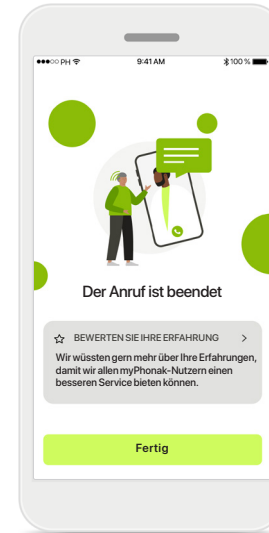 PH 9:41 AM 100 %
Der Anruf ist beendet
BEWERTEN SIE IHRE ERFAHRUNG
Wir wüssten gern mehr über Ihre Erfahrungen,
damit wir allen myPhonak-Nutzern einen
besseren Service bieten können.
Fertig